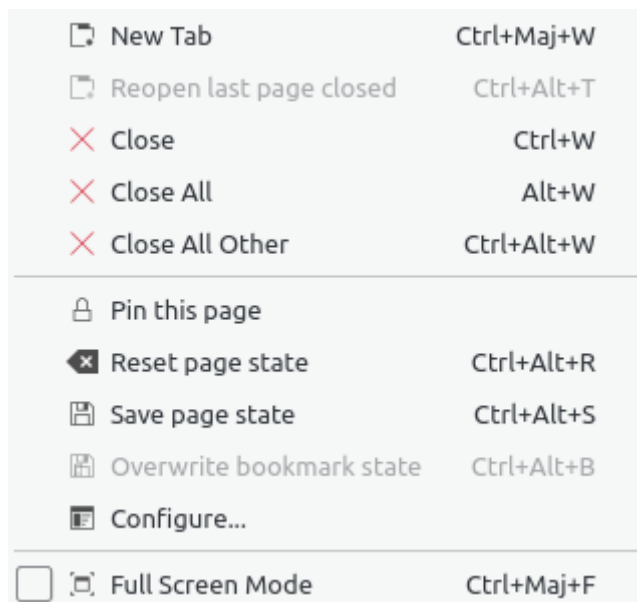 New Tab Ctrl+Maj+W
Reopen last page closed Ctrl+Alt+T
Close Ctrl+W
Close All Alt+W
Close All Other Ctrl+Alt+W
Pin this page
Reset page state Ctrl+Alt+R
Save page state Ctrl+Alt+S
Overwrite bookmark state Ctrl+Alt+B
Configure...
Full Screen Mode Ctrl+Maj+F